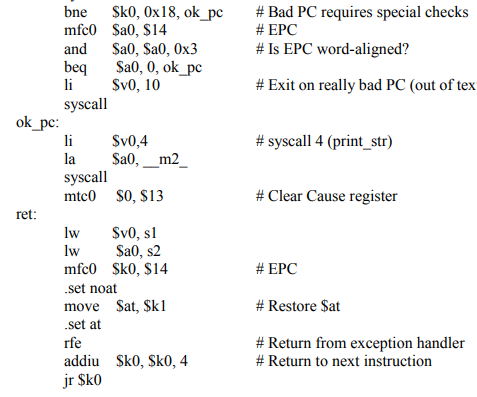 bne $k0, 0x18, ok_pc # Bad PC requires special checks
mfc0 $a0, $14 # EPC
and $a0, $a0, 0x3 # Is EPC word-aligned?
beq $a0, 0, ok_pc
li $v0, 10 # Exit on really bad PC (out of tex
syscall
ok_pc:
li $v0,4 # syscall 4 (print_str)
la $a0, __m2_
syscall
mtc0 $0, $13 # Clear Cause register
ret:
lw $v0, s1
lw $a0, s2
mfc0 $k0, $14 # EPC
.set noat
move $at, $k1 # Restore $at
.set at
rfe # Return from exception handler
addiu $k0, $k0, 4 # Return to next instruction
jr $k0